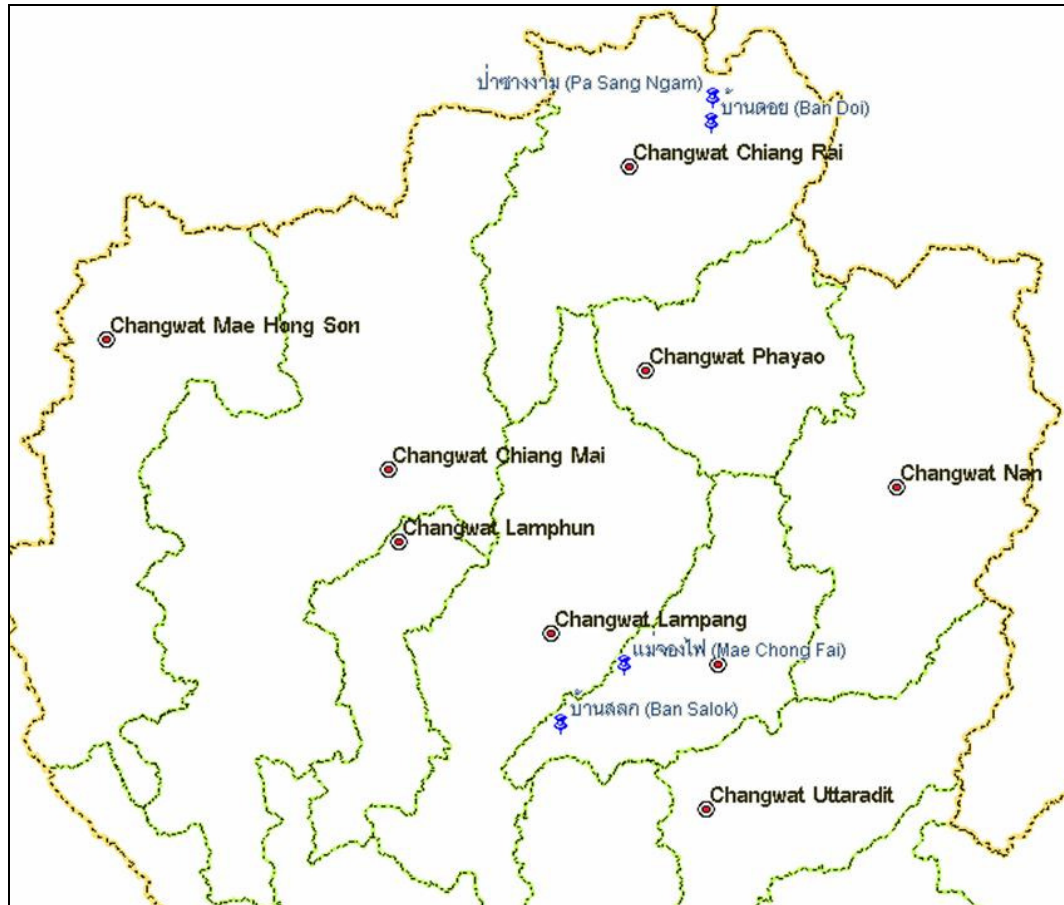 ป่าซางงาม (Pa Sang Ngam)
บ้านดอย (Ban Doi)
Changwat Chiang Rai
Changwat Mae Hong Son
Changwat Phayao
Changwat Chiang Mai
Changwat Nan
Changwat Lamphun
Changwat Lampang
แม่จองไฟ (Mae Chong Fai)
บ้านสลก (Ban Salok)
Changwat Uttaradit